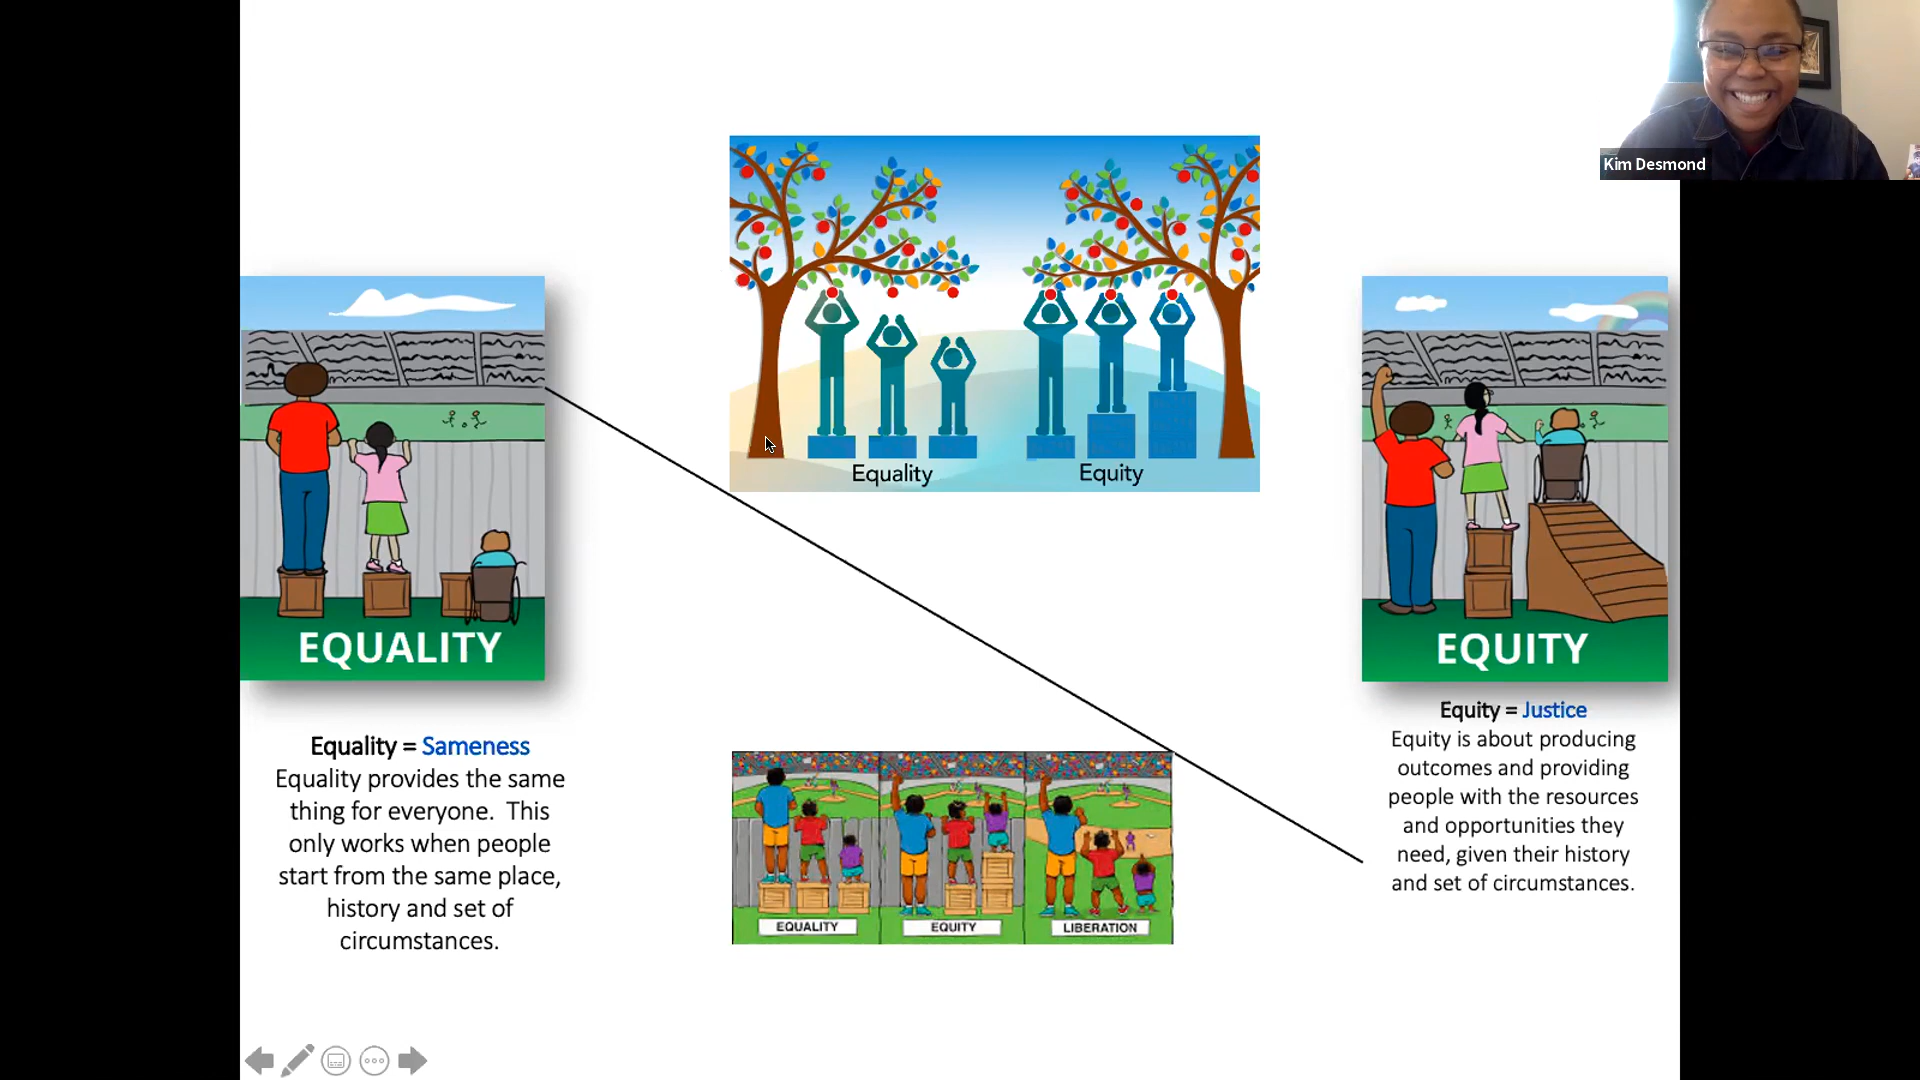 Kim Desmond
Equality
Equity
EQUALITY
EQUITY
Equality = Sameness
Equality provides the same
thing for everyone.  This
only works when people
start from the same place,
history and set of
circumstances.
Equity = Justice
Equity is about producing
outcomes and providing
people with the resources
and opportunities they
need, given their history
and set of circumstances.
EQUALITY
EQUITY
LIBERATION